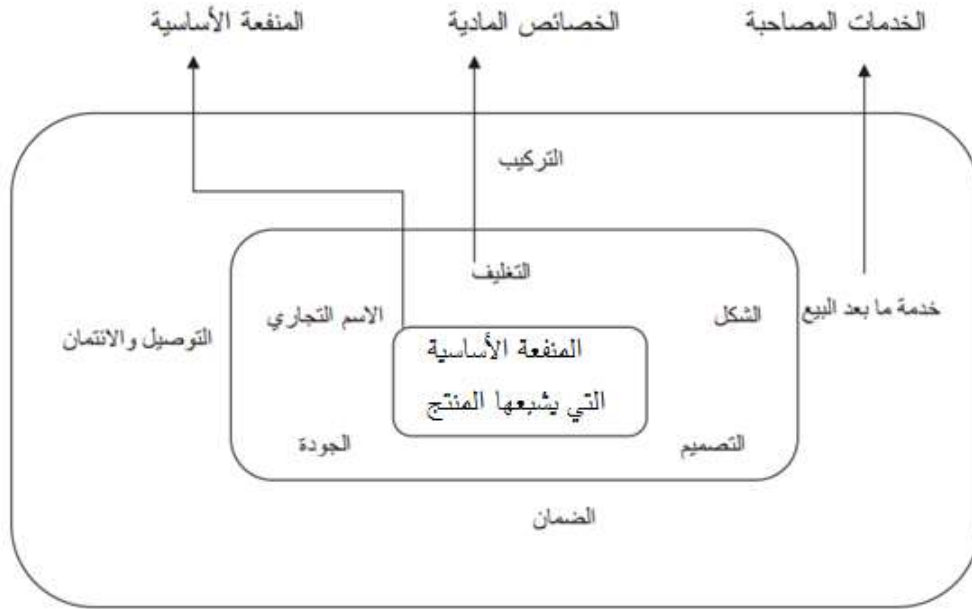 الخدمات المصاحبة
الخصائص المادية
المنفعة الأساسية
التركيب
التغليف
خدمة ما بعد البيع
الشكل
الاسم التجاري
التوصيل والائتمان
المنفعة الأساسية
التي يشبعها المنتج
التصميم
الجودة
الضمان